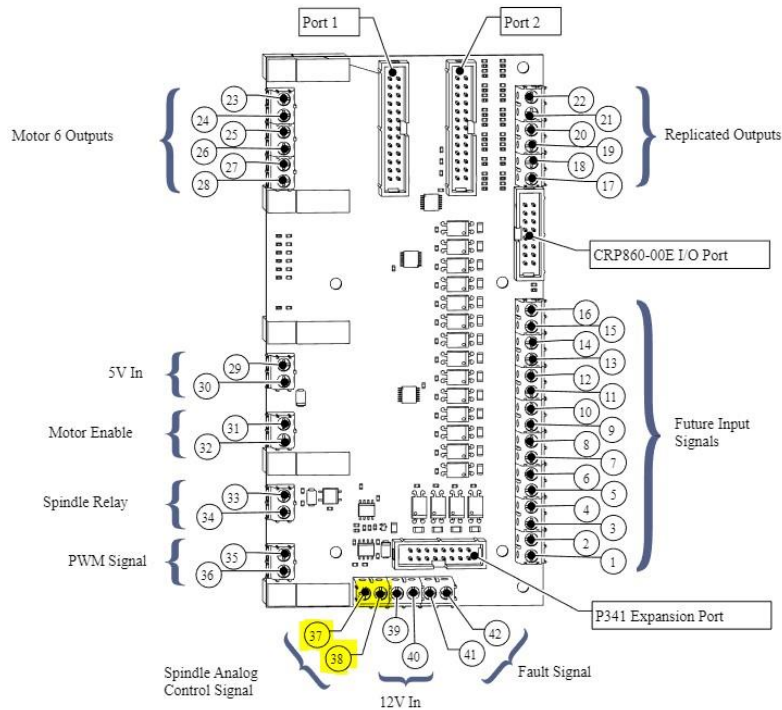 Port 1
Port 2
Motor 6 Outputs
23
24
25
26
27
28
22
21
20
19
18
17
Replicated Outputs
CRP860-00E I/O Port
16
15
14
13
12
11
10
9
8
7
6
5
4
3
2
1
Future Input
Signals
5V In
29
30
Motor Enable
31
32
Spindle Relay
33
34
PWM Signal
35
36
P341 Expansion Port
37
38
39
40
41
42
Spindle Analog
Control Signal
12V In
Fault Signal